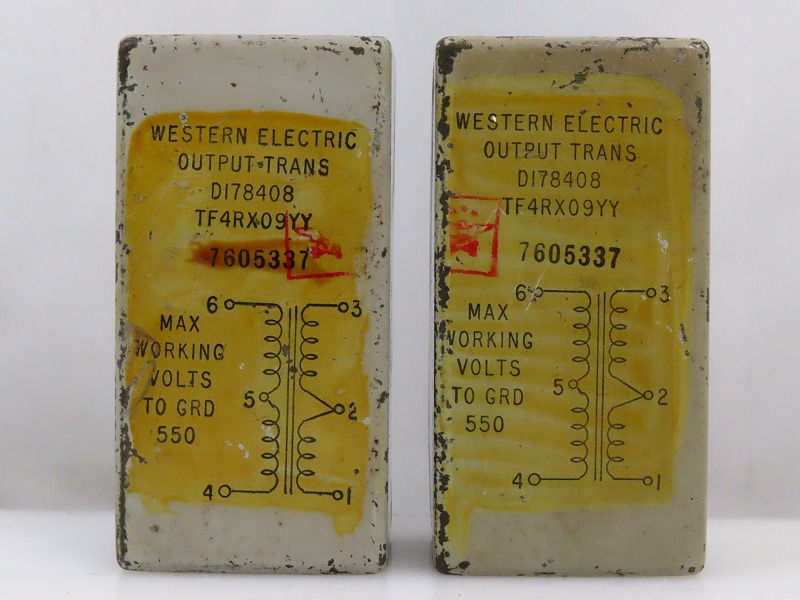 WESTERN ELECTRIC
OUTPUT TRANS
D178408
TF4RX09YY
7605337
6 3
MAX
WORKING
VOLTS
TO GRD
550
5 2
4 1
WESTERN ELECTRIC
OUTPUT TRANS
D178408
TF4RX09YY
7605337
6 3
MAX
WORKING
VOLTS
TO GRD
550
5 2
4 1